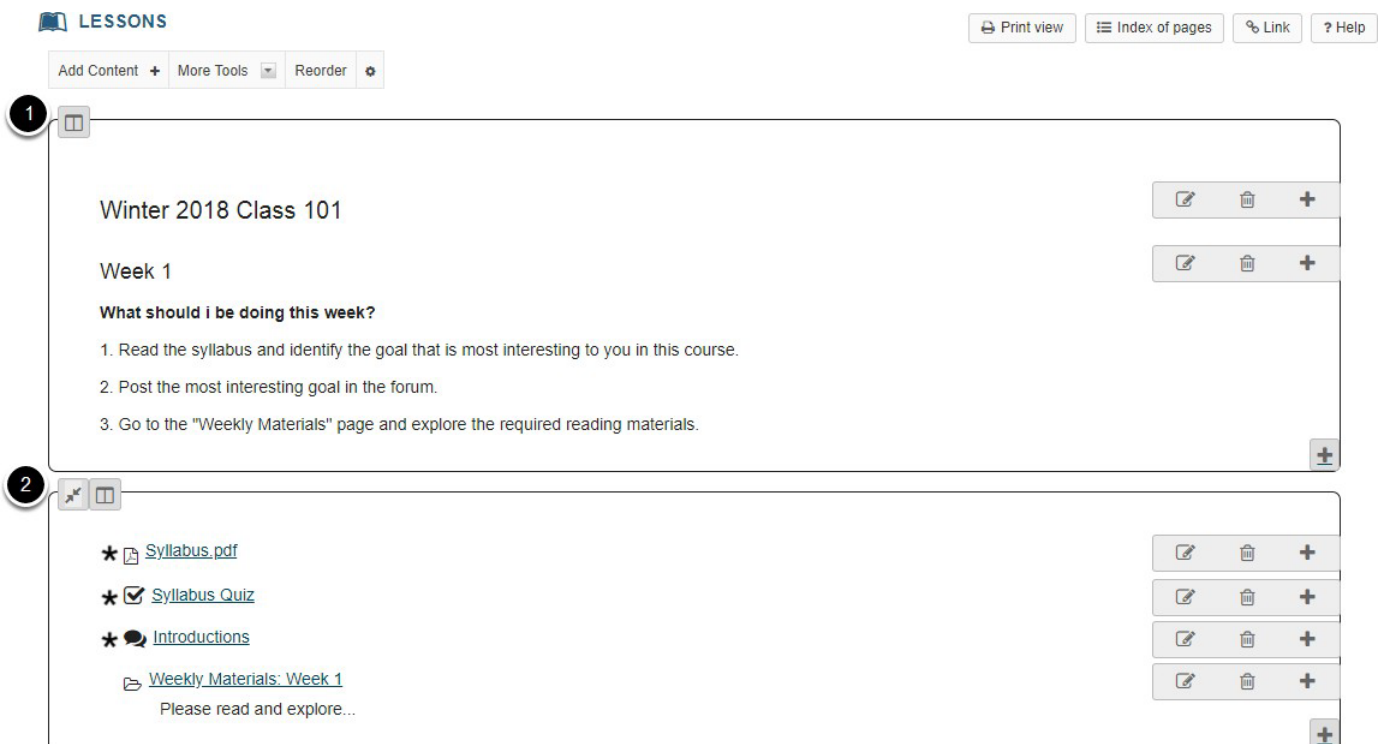 LESSONS
Print view
Index of pages
Link
? Help
Add Content +
More Tools
Reorder
1
Winter 2018 Class 101
Week 1
What should i be doing this week?
1. Read the syllabus and identify the goal that is most interesting to you in this course.
2. Post the most interesting goal in the forum.
3. Go to the "Weekly Materials" page and explore the required reading materials.
2
Syllabus.pdf
Syllabus Quiz
Introductions
Weekly Materials: Week 1
Please read and explore...